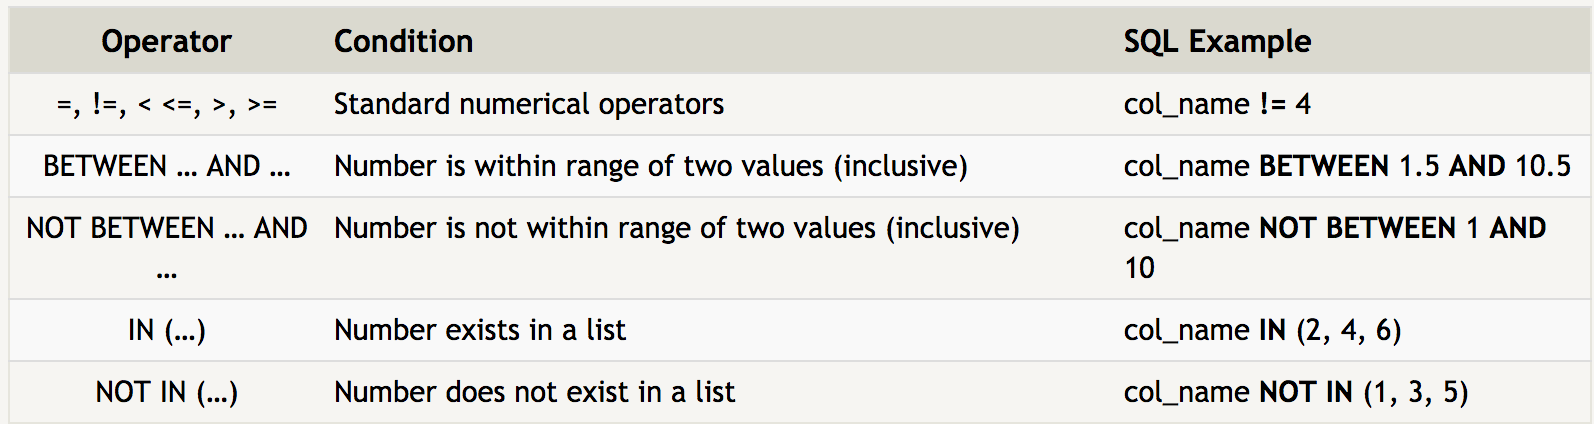 Operator Condition SQL Example
=, !=, < <=, >, >= Standard numerical operators col_name != 4
BETWEEN … AND … Number is within range of two values (inclusive) col_name BETWEEN 1.5 AND 10.5
NOT BETWEEN … AND Number is not within range of two values (inclusive) col_name NOT BETWEEN 1 AND
… 10
IN (…) Number exists in a list col_name IN (2, 4, 6)
NOT IN (…) Number does not exist in a list col_name NOT IN (1, 3, 5)